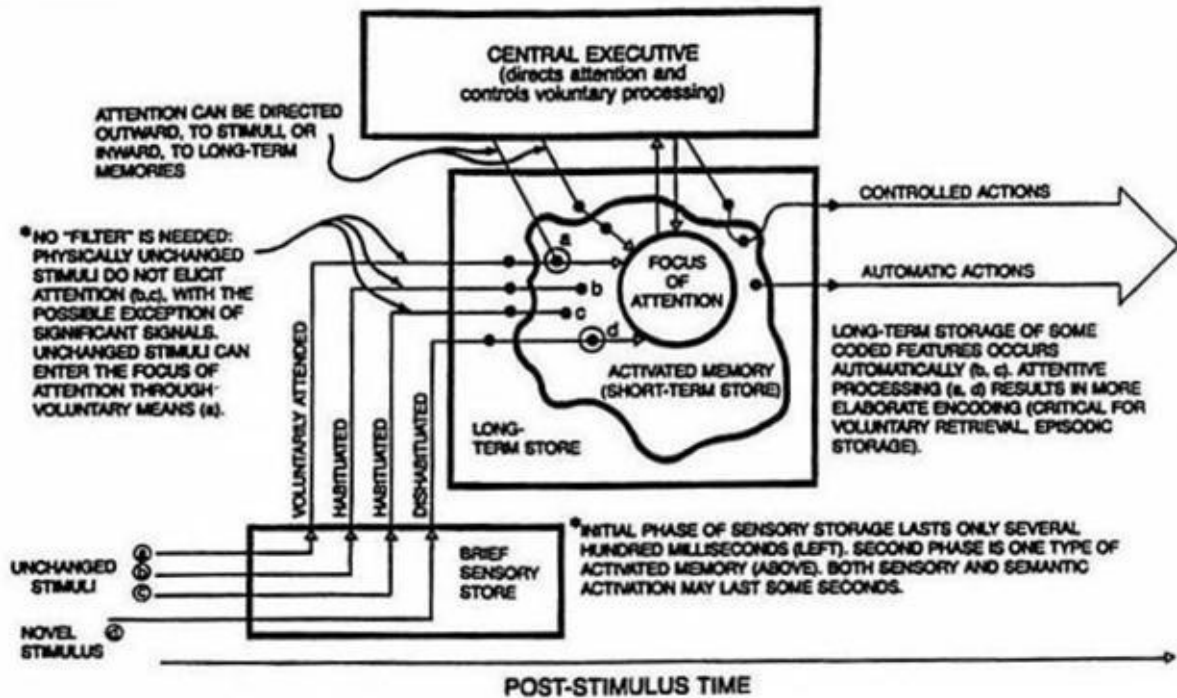 CENTRAL EXECUTIVE
(directs attention and
controls voluntary processing)
ATTENTION CAN BE DIRECTED
OUTWARD, TO STIMULI, OR
INWARD, TO LONG-TERM
MEMORIES
*NO "FILTER" IS NEEDED:
PHYSICALLY UNCHANGED
STIMULI DO NOT ELICIT
ATTENTION (b,c), WITH THE
POSSIBLE EXCEPTION OF
SIGNIFICANT SIGNALS.
UNCHANGED STIMULI CAN
ENTER THE FOCUS OF
ATTENTION THROUGH
VOLUNTARY MEANS (a).
a
b
c
d
FOCUS
OF
ATTENTION
ACTIVATED MEMORY
(SHORT-TERM STORE)
LONG-
TERM STORE
CONTROLLED ACTIONS
AUTOMATIC ACTIONS
LONG-TERM STORAGE OF SOME
CODED FEATURES OCCURS
AUTOMATICALLY (b, c). ATTENTIVE
PROCESSING (a, d) RESULTS IN MORE
ELABORATE ENCODING (CRITICAL FOR
VOLUNTARY RETRIEVAL, EPISODIC
STORAGE).
VOLUNTARILY ATTENDED
HABITUATED
HABITUATED
DISHABITUATED
UNCHANGED
STIMULI
a
b
c
NOVEL
STIMULUS
d
BRIEF
SENSORY
STORE
*INITIAL PHASE OF SENSORY STORAGE LASTS ONLY SEVERAL
HUNDRED MILLISECONDS (LEFT). SECOND PHASE IS ONE TYPE OF
ACTIVATED MEMORY (ABOVE). BOTH SENSORY AND SEMANTIC
ACTIVATION MAY LAST SOME SECONDS.
POST-STIMULUS TIME